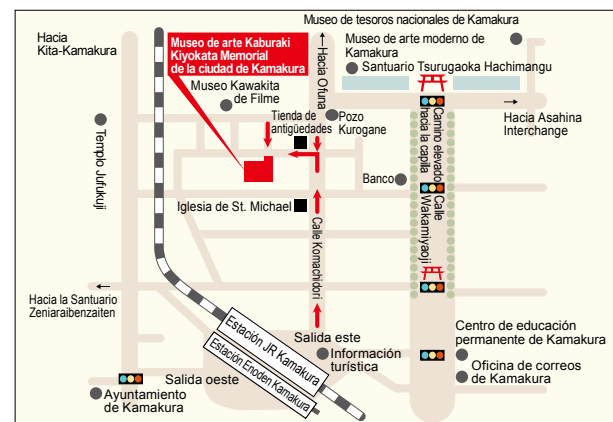 Museo de tesoros nacionales de Kamakura
Hacia
Kita-Kamakura
Museo de arte Kaburaki
Kiyokata Memorial
de la ciudad de Kamakura
Hacia Ofuna
Museo de arte moderno de
Kamakura
Santuario Tsurugaoka Hachimangu
Museo Kawakita
de Filme
Tienda de
antigüedades
Pozo
Kurogane
Hacia Asahina
Interchange
Templo Jufukuji
Camino elevado
hacia la capilla
Banco
Iglesia de St. Michael
Calle Komachidori
Calle
Wakamiyaoji
Hacia la Santuario
Zeniaraibenzaiten
Estación JR Kamakura
Estación Enoden Kamakura
Salida este
Información
turística
Centro de educación
permanente de Kamakura
Oficina de correos
de Kamakura
Salida oeste
Ayuntamiento
de Kamakura